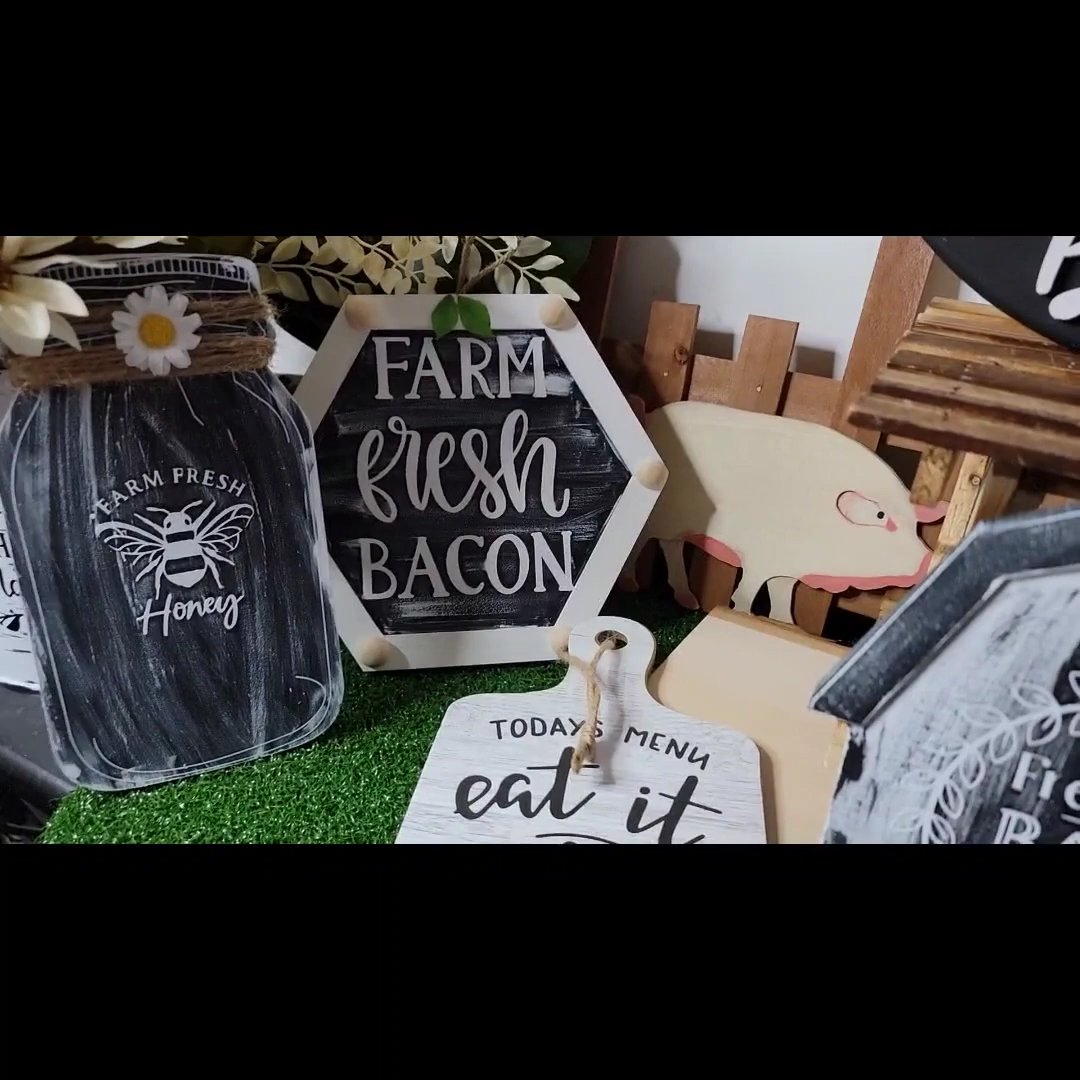 FARM FRESH
Honey
FARM
fresh
BACON
TODAYS MENU
eat it